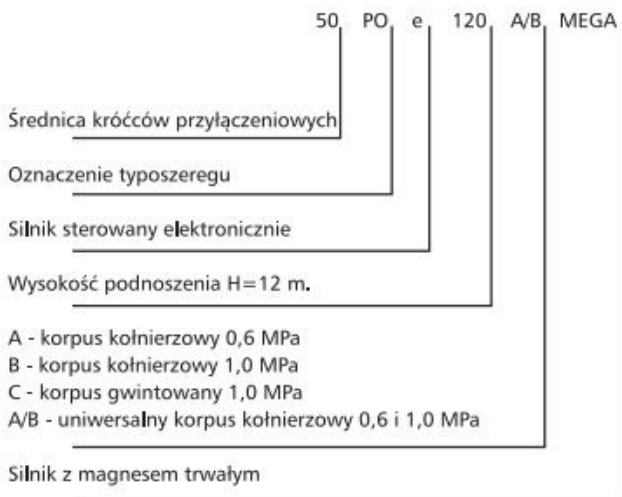 50 PO e 120 A/B MEGA
Średnica króćców przyłączeniowych
Oznaczenie typoszeregu
Silnik sterowany elektronicznie
Wysokość podnoszenia H=12 m.
A - korpus kołnierzowy 0,6 MPa
B - korpus kołnierzowy 1,0 MPa
C - korpus gwintowany 1,0 MPa
A/B - uniwersalny korpus kołnierzowy 0,6 i 1,0 MPa
Silnik z magnesem trwałym